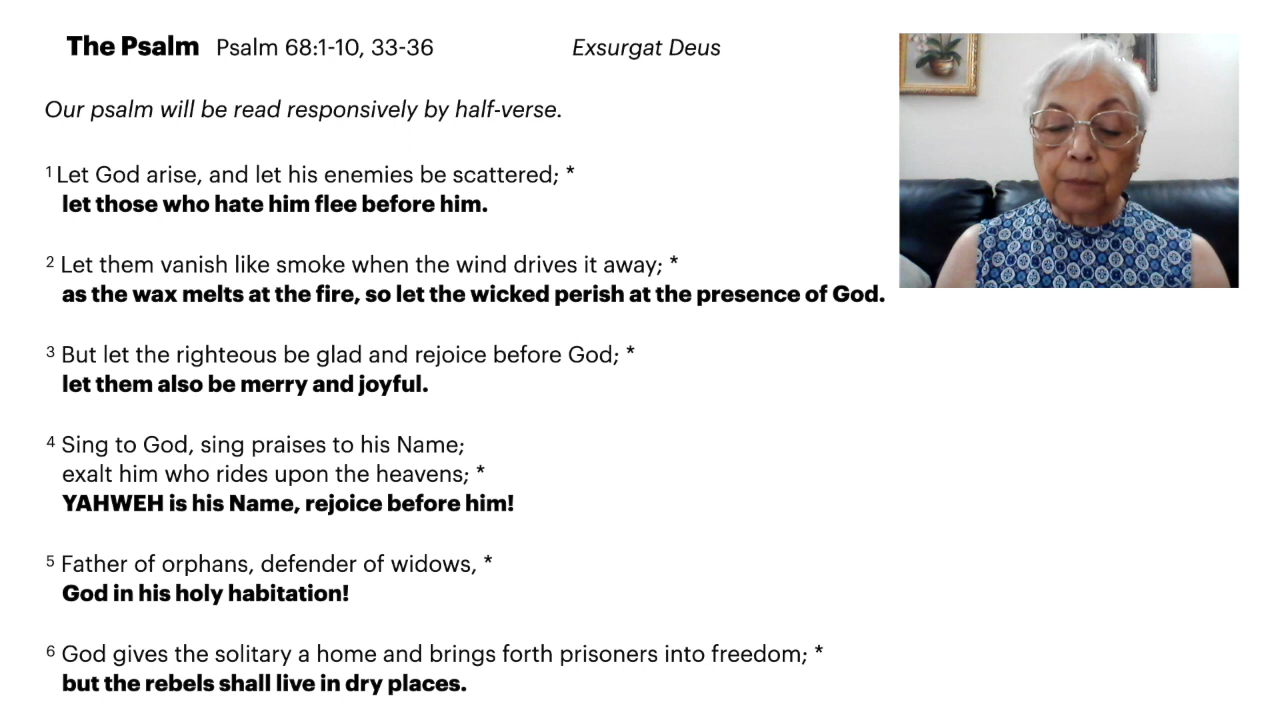 The Psalm Psalm 68:1-10, 33-36 Exsurgat Deus
Our psalm will be read responsively by half-verse.
1 Let God arise, and let his enemies be scattered; *
let those who hate him flee before him.
2 Let them vanish like smoke when the wind drives it away; *
as the wax melts at the fire, so let the wicked perish at the presence of God.
3 But let the righteous be glad and rejoice before God; *
let them also be merry and joyful.
4 Sing to God, sing praises to his Name;
exalt him who rides upon the heavens; *
YAHWEH is his Name, rejoice before him!
5 Father of orphans, defender of widows, *
God in his holy habitation!
6 God gives the solitary a home and brings forth prisoners into freedom; *
but the rebels shall live in dry places.